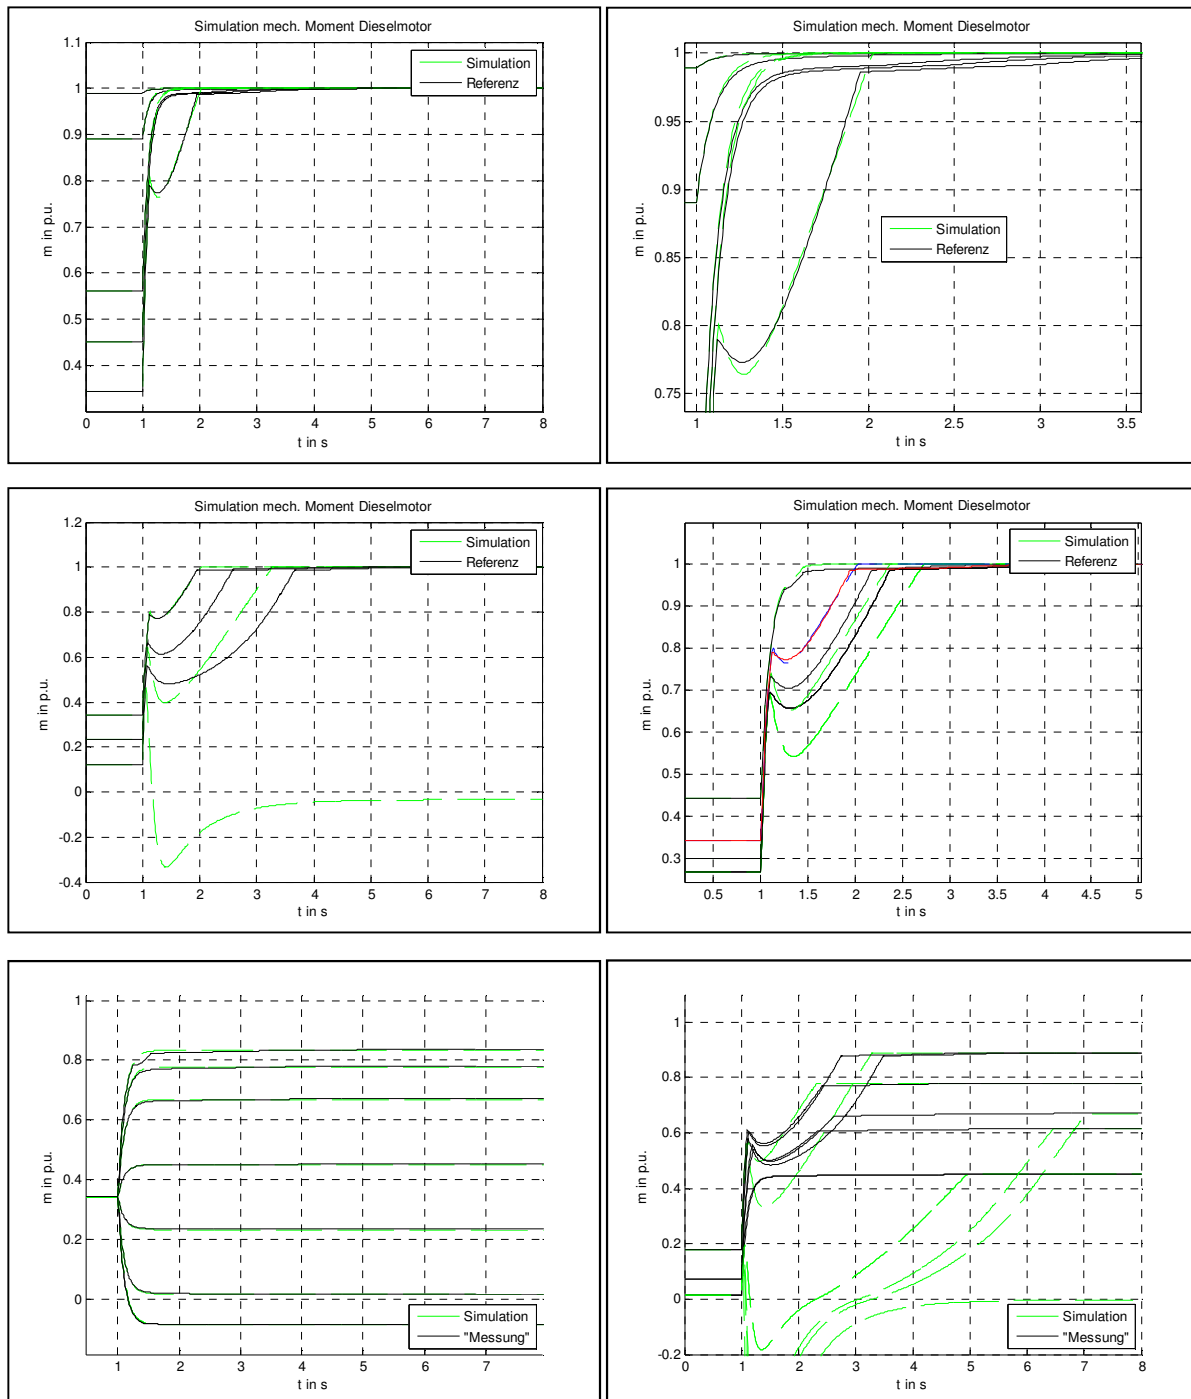 Simulation mech. Moment Dieselmotor
1.1
1
0.9
0.8
0.7
0.6
0.5
0.4
m in p.u.
Simulation
Referenz
0 1 2 3 4 5 6 7 8
t in s
Simulation mech. Moment Dieselmotor
1
0.95
0.9
0.85
0.8
0.75
m in p.u.
Simulation
Referenz
1 1.5 2 2.5 3 3.5
t in s
Simulation mech. Moment Dieselmotor
1.2
1
0.8
0.6
0.4
0.2
0
-0.2
-0.4
m in p.u.
Simulation
Referenz
0 1 2 3 4 5 6 7 8
t in s
Simulation mech. Moment Dieselmotor
1
0.9
0.8
0.7
0.6
0.5
0.4
0.3
m in p.u.
Simulation
Referenz
0.5 1 1.5 2 2.5 3 3.5 4 4.5 5
t in s
1
0.8
0.6
0.4
0.2
0
m in p.u.
Simulation
"Messung"
1 2 3 4 5 6 7
t in s
1
0.8
0.6
0.4
0.2
0
-0.2
m in p.u.
Simulation
"Messung"
0 1 2 3 4 5 6 7 8
t in s